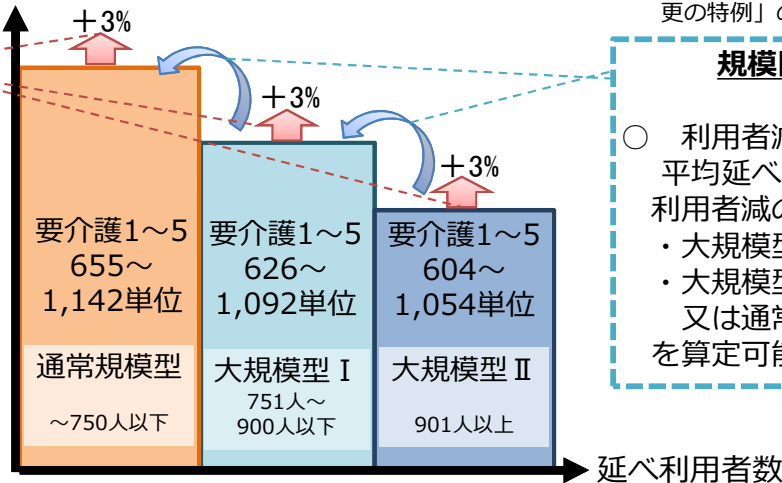 更の特例」の
＋3%
＋3%
＋3%
要介護1～5
655～
1,142単位
通常規模型
～750人以下
要介護1～5
626～
1,092単位
大規模型Ⅰ
751人～
900人以下
要介護1～5
604～
1,054単位
大規模型Ⅱ
901人以上
延べ利用者数
規模
○　利用者減
平均延べ
利用者減の
・大規模型
・大規模型
又は通常
を算定可能